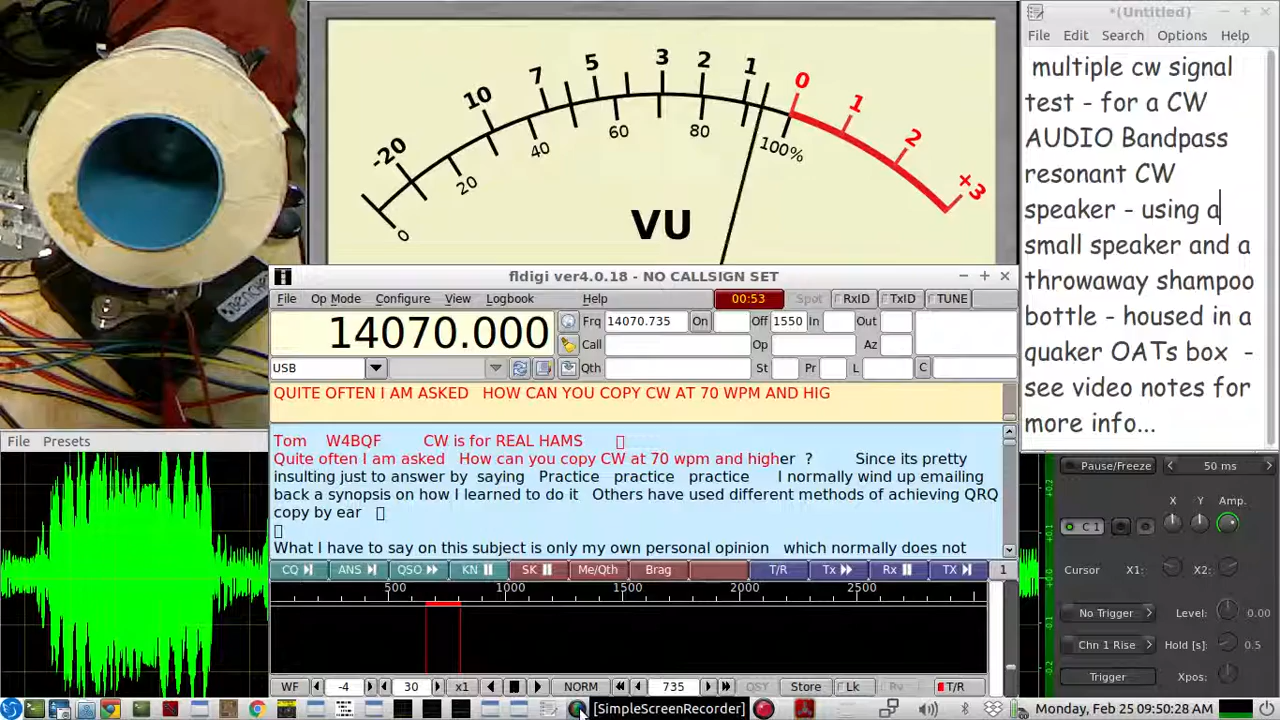 *(Untitled)
File Edit Search Options Help
multiple cw signal
test - for a CW
AUDIO Bandpass
resonant CW
speaker - using a
small speaker and a
throwaway shampoo
bottle - housed in a
quaker OATs box -
see video notes for
more info...
-20 10 7 5 3 2 1 0 1 2 +3
0 20 40 60 80 100%
VU
fldigi ver4.0.18 - NO CALLSIGN SET
File Op Mode Configure View Logbook Help 00:53 Spot RxID TxID TUNE
14070.000 Frq 14070.735 On Off 1550 In Out
Call Op Az
USB Qth St Pr L C
QUITE OFTEN I AM ASKED HOW CAN YOU COPY CW AT 70 WPM AND HIG
Tom W4BQF CW is for REAL HAMS
Quite often I am asked How can you copy CW at 70 wpm and higher ? Since its pretty
insulting just to answer by saying Practice practice practice I normally wind up emailing
back a synopsis on how I learned to do it Others have used different methods of achieving QRQ
copy by ear
What I have to say on this subject is only my own personal opinion which normally does not
CQ ANS QSO KN SK Me/Qth Brag T/R Tx Rx TX 1
500 1000 1500 2000 2500
WF -4 30 x1 NORM 735 QSY Store Lk Rv T/R
File Presets
+0.2
+0.1
-0.1
-0.2
Pause/Freeze 50 ms
X Y Amp.
C 1
Cursor X1: X2:
No Trigger Level: 0.00
Chn 1 Rise Hold [s]: 0.5
Trigger Xpos:
[SimpleScreenRecorder] Monday, Feb 25 09:50:28 AM